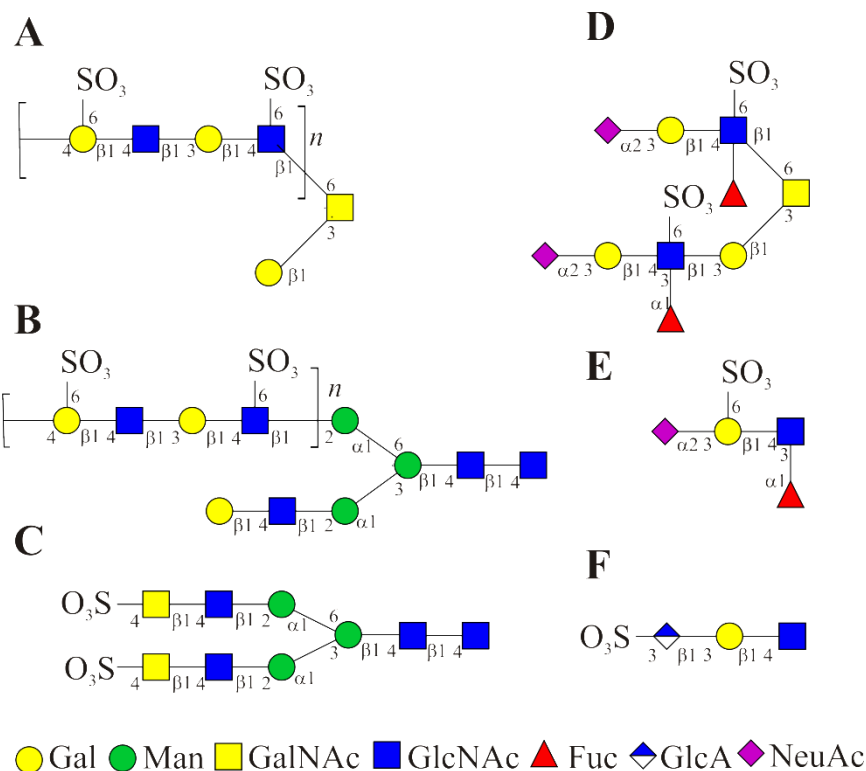 A
SO3 SO3
6 6
4 β1 4 β1 3 β1 4 β1 n
6
3
β1
B
SO3 SO3
6 6 n
4 β1 4 β1 3 β1 4 β1 2 α1
6
3 β1 4 β1 4
β1 4 β1 2 α1
C
O3S 4 β1 4 β1 2 α1
6
3 β1 4 β1 4
O3S 4 β1 4 β1 2 α1
D
SO3
6
α2 3 β1 4 β1
6
3
SO3
6 β1
α2 3 β1 4 β1 3
3
α1
E
SO3
6
α2 3 β1 4
3
α1
F
O3S 3 β1 3 β1 4
Gal Man GalNAc GlcNAc Fuc GlcA NeuAc